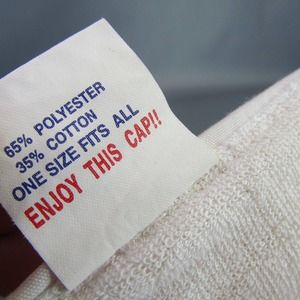 65% POLYESTER
35% COTTON
ONE SIZE FITS ALL
ENJOY THIS CAP!!